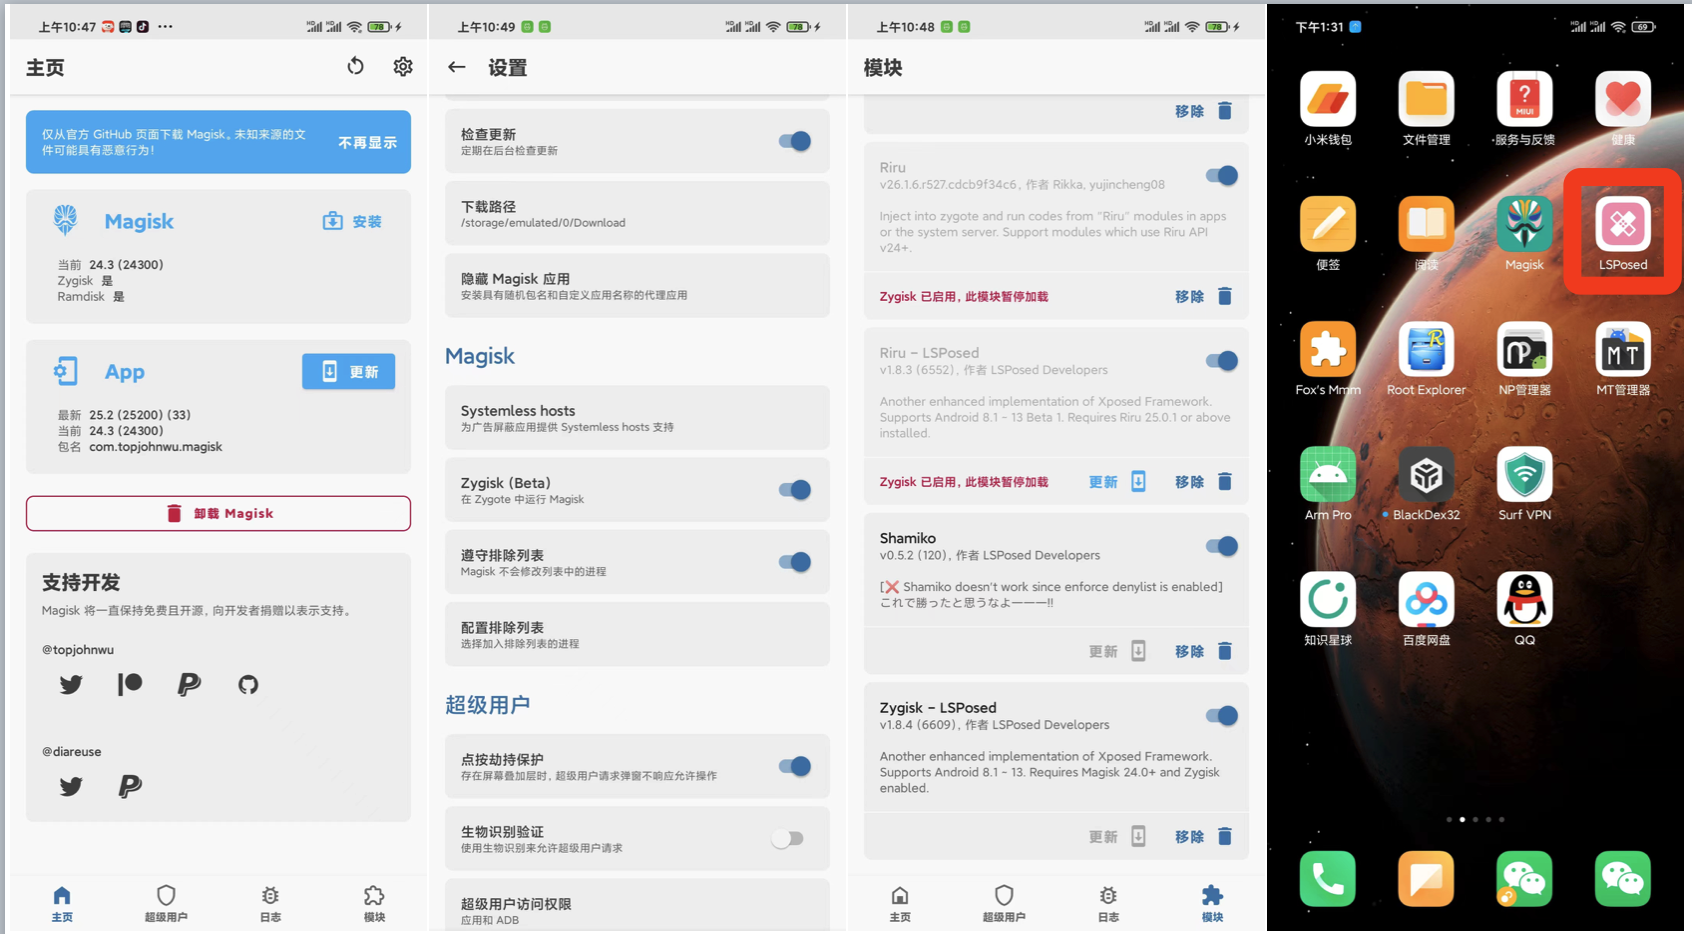 上午10:47
78
主页
仅从官方 GitHub 页面下载 Magisk。未知来源的文
件可能具有恶意行为!
不再显示
Magisk
安装
当前 24.3 (24300)
Zygisk 是
Ramdisk 是
App
更新
最新 25.2 (25200) (33)
当前 24.3 (24300)
包名 com.topjohnwu.magisk
卸载 Magisk
支持开发
Magisk 将一直保持免费且开源, 向开发者捐赠以表示支持。
@topjohnwu
@diareuse
主页
超级用户
日志
模块
上午10:49
78
设置
检查更新
定期在后台检查更新
下载路径
/storage/emulated/0/Download
隐藏 Magisk 应用
安装具有随机包名和自定义应用名称的代理应用
Magisk
Systemless hosts
为广告屏蔽应用提供 Systemless hosts 支持
Zygisk (Beta)
在 Zygote 中运行 Magisk
遵守排除列表
Magisk 不会修改列表中的进程
配置排除列表
选择加入排除列表的进程
超级用户
点按劫持保护
存在屏幕叠加层时, 超级用户请求弹窗不响应允许操作
生物识别验证
使用生物识别来允许超级用户请求
超级用户访问权限
应用和 ADB
上午10:48
78
模块
移除
Riru
v26.1.6.r527.cdcb9f34c6, 作者 Rikka, yujincheng08
Inject into zygote and run codes from "Riru" modules in apps
or the system server. Support modules which use Riru API
v24+.
Zygisk 已启用, 此模块暂停加载
移除
Riru - LSPosed
v1.8.3 (6552), 作者 LSPosed Developers
Another enhanced implementation of Xposed Framework.
Supports Android 8.1 - 13 Beta 1. Requires Riru 25.0.1 or above
installed.
Zygisk 已启用, 此模块暂停加载
更新
移除
Shamiko
v0.5.2 (120), 作者 LSPosed Developers
[❌ Shamiko doesn't work since enforce denylist is enabled]
これで勝ったと思うなよ———!!
更新
移除
Zygisk - LSPosed
v1.8.4 (6609), 作者 LSPosed Developers
Another enhanced implementation of Xposed Framework.
Supports Android 8.1 - 13. Requires Magisk 24.0+ and Zygisk
enabled.
更新
移除
主页
超级用户
日志
模块
下午1:31
69
MIUI
小米钱包
文件管理
服务与反馈
健康
便签
阅读
Magisk
LSPosed
R
NP
MT
Fox's Mmm
Root Explorer
NP管理器
MT管理器
Arm Pro
BlackDex32
Surf VPN
知识星球
百度网盘
QQ